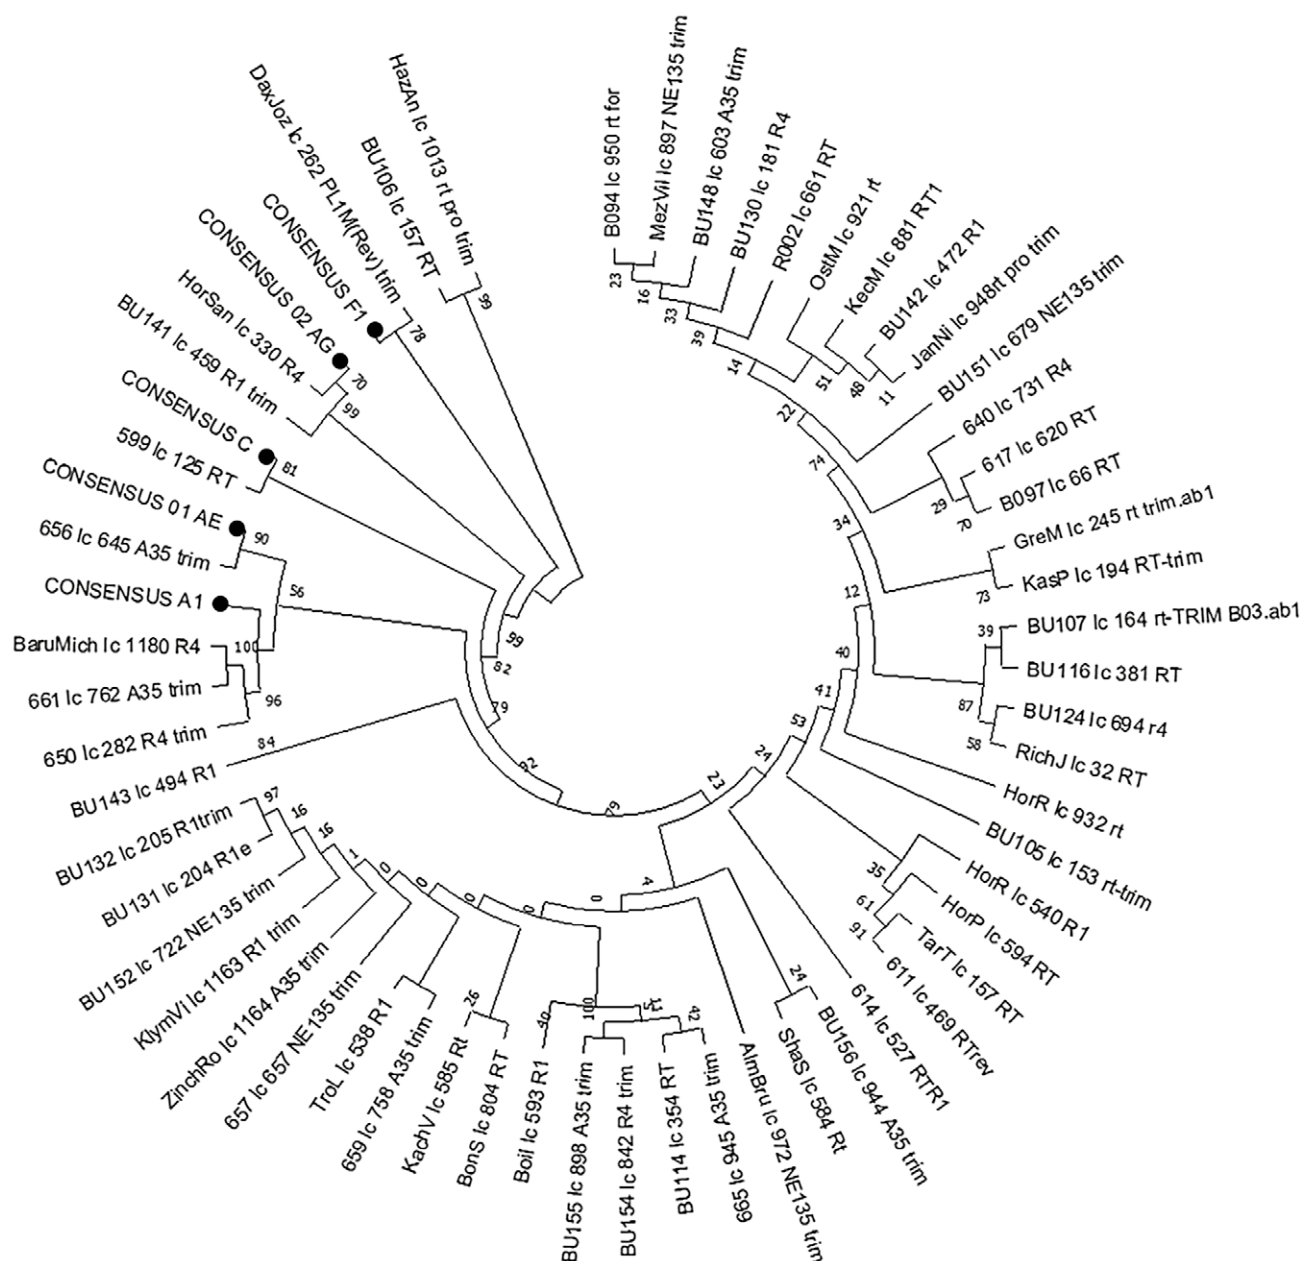 B094 lc 950 rt for
MezVil lc 897 NE135 trim
BU148 lc 603 A35 trim
BU130 lc 181 R4
R002 lc 661 RT
OstM lc 921 rt
KecM lc 881 RT1
BU142 lc 472 R1
JanNi lc 948rt pro trim
BU151 lc 679 NE135 trim
640 lc 731 R4
617 lc 620 RT
B097 lc 66 RT
GreM lc 245 rt trim.ab1
KasP lc 194 RT-trim
BU107 lc 164 rt-TRIM B03.ab1
BU116 lc 381 RT
BU124 lc 694 r4
RichJ lc 32 RT
HorR lc 932 rt
BU105 lc 153 rt-trim
HorR lc 540 R1
HorP lc 594 RT
TarT lc 157 RT
611 lc 469 RTrev
614 lc 527 RTR1
BU156 lc 944 A35 trim
ShaS lc 584 Rt
AlmBru lc 972 NE135 trim
665 lc 945 A35 trim
BU114 lc 354 RT
BU154 lc 842 R4 trim
BU155 lc 898 A35 trim
Boil lc 593 R1
BonS lc 804 RT
KachV lc 585 Rt
659 lc 758 A35 trim
TroL lc 538 R1
657 lc 657 NE135 trim
ZinchRo lc 1164 A35 trim
KlymVi lc 1163 R1 trim
BU152 lc 722 NE135 trim
BU131 lc 204 R1e
BU132 lc 205 R1trim
BU143 lc 494 R1
650 lc 282 R4 trim
661 lc 762 A35 trim
BaruMich lc 1180 R4
CONSENSUS A1
656 lc 645 A35 trim
CONSENSUS 01 AE
599 lc 125 RT
CONSENSUS C
BU141 lc 459 R1 trim
HorSan lc 330 R4
CONSENSUS 02 AG
CONSENSUS F1
DaxJoz lc 262 PL1M(Rev) trim
BU106 lc 157 RT
HazAn lc 1013 rt pro trim
23
16
33
39
14
51
48
11
22
74
29
70
34
73
12
39
87
58
40
41
53
35
61
91
24
23
24
4
0
42
100
40
0
26
0
0
0
1
16
16
97
79
92
84
79
96
100
56
90
82
81
99
99
70
78
99